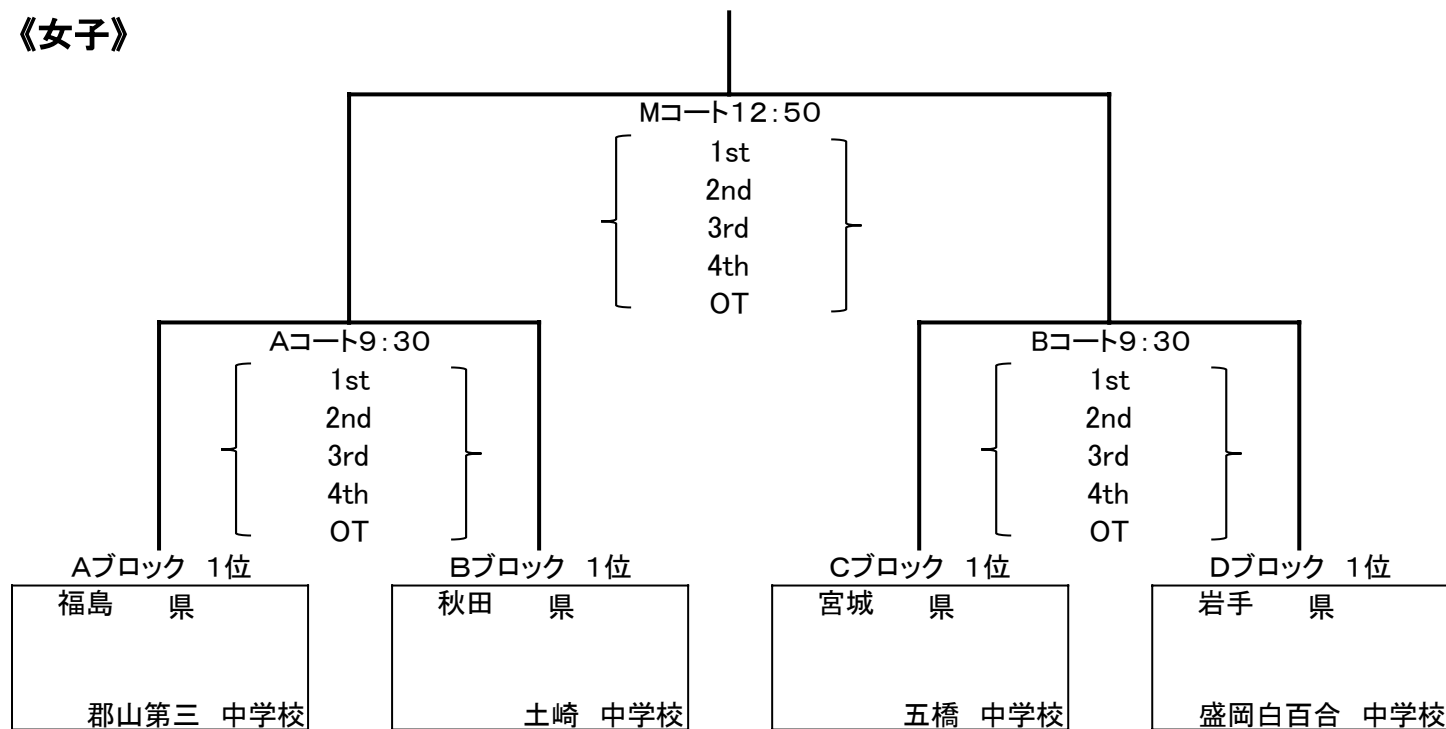 《女子》
Mコート12:50
1st
2nd
3rd
4th
OT
Aコート9:30
1st
2nd
3rd
4th
OT
Bコート9:30
1st
2nd
3rd
4th
OT
Aブロック 1位
福島 県
郡山第三 中学校
Bブロック 1位
秋田 県
土崎 中学校
Cブロック 1位
宮城 県
五橋 中学校
Dブロック 1位
岩手 県
盛岡白百合 中学校